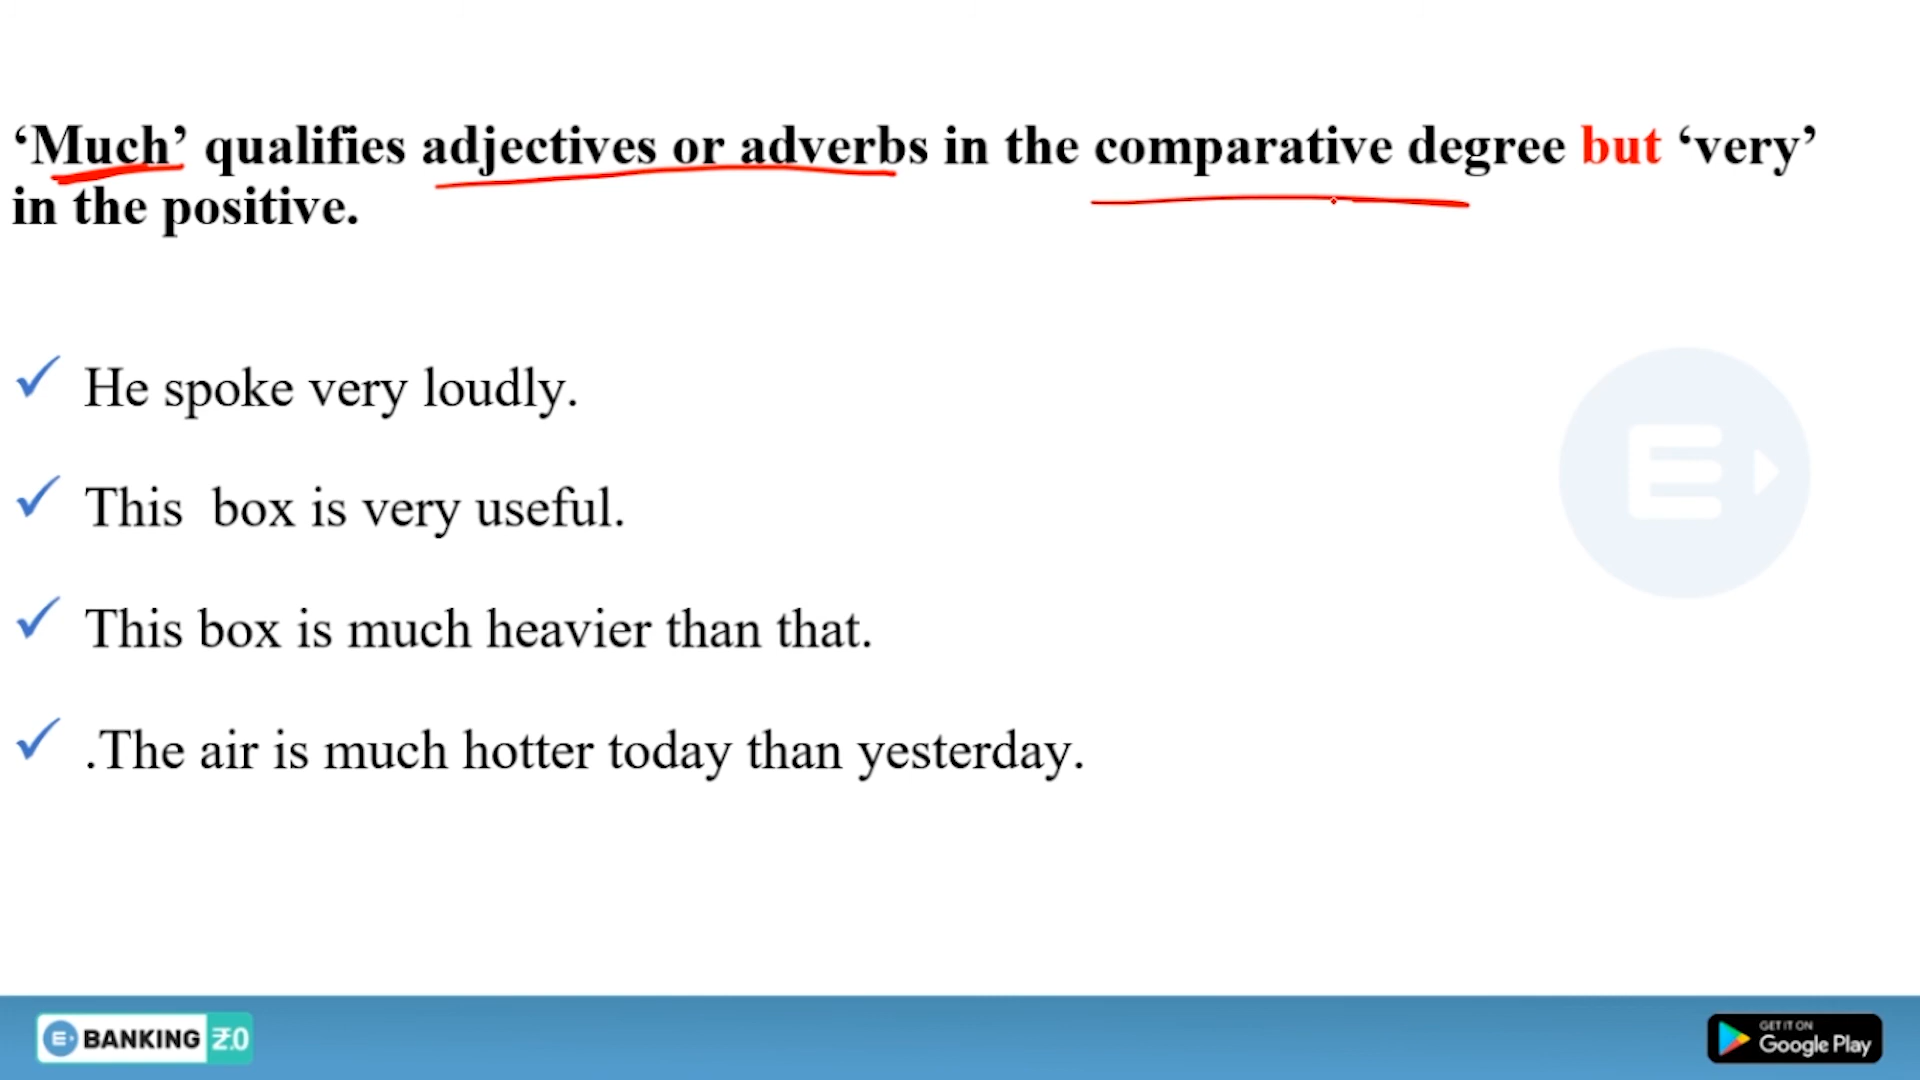 ‘Much’ qualifies adjectives or adverbs in the comparative degree but ‘very’
in the positive.
He spoke very loudly.
This box is very useful.
This box is much heavier than that.
.The air is much hotter today than yesterday.
E
E BANKING ₹2.0
GET IT ON
Google Play